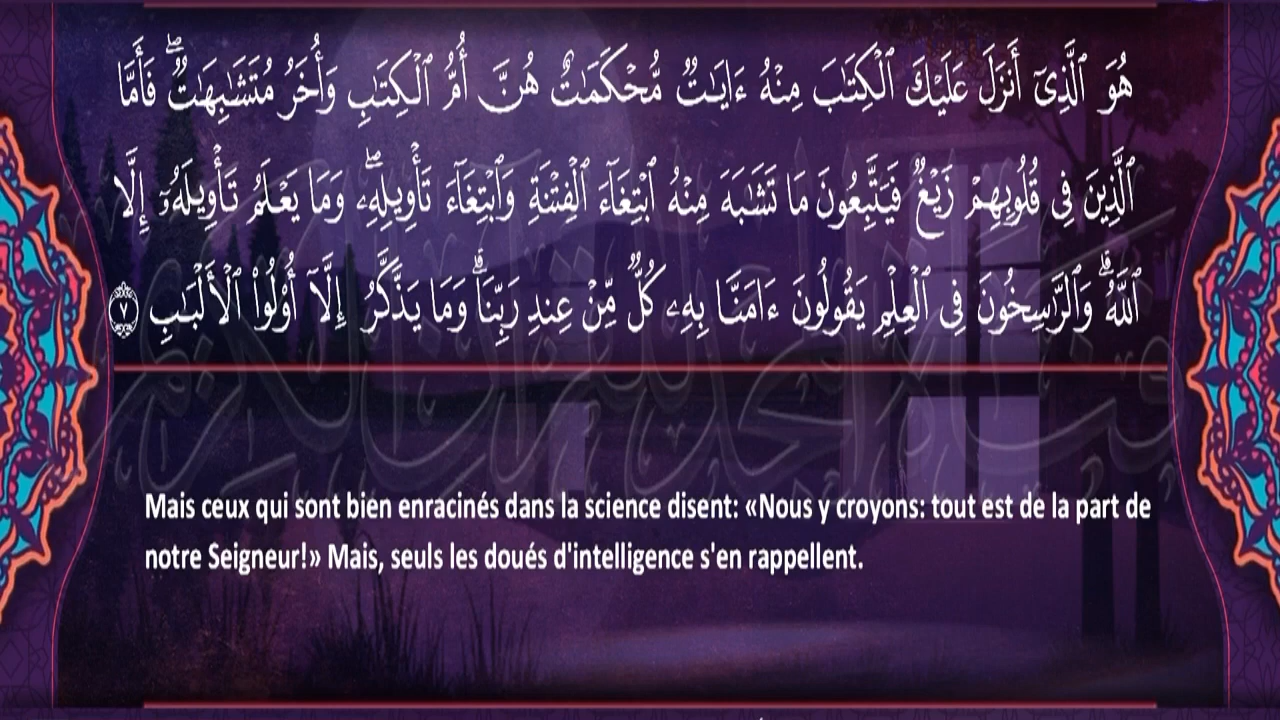 هُوَ ٱلَّذِىٓ أَنزَلَ عَلَيْكَ ٱلْكِتَـٰبَ مِنْهُ ءَايَـٰتٌ مُّحْكَمَـٰتٌ هُنَّ أُمُّ ٱلْكِتَـٰبِ وَأُخَرُ مُتَشَـٰبِهَـٰتٌ ۖ فَأَمَّا
ٱلَّذِينَ فِى قُلُوبِهِمْ زَيْغٌ فَيَتَّبِعُونَ مَا تَشَـٰبَهَ مِنْهُ ٱبْتِغَآءَ ٱلْفِتْنَةِ وَٱبْتِغَآءَ تَأْوِيلِهِۦ ۖ وَمَا يَعْلَمُ تَأْوِيلَهُۥٓ إِلَّا
ٱللَّهُ ۗ وَٱلرَّٰسِخُونَ فِى ٱلْعِلْمِ يَقُولُونَ ءَامَنَّا بِهِۦ كُلٌّ مِّنْ عِندِ رَبِّنَا ۗ وَمَا يَذَّكَّرُ إِلَّآ أُو۟لُوا۟ ٱلْأَلْبَـٰبِ ٧
Mais ceux qui sont bien enracinés dans la science disent: «Nous y croyons: tout est de la part de
notre Seigneur!» Mais, seuls les doués d'intelligence s'en rappellent.